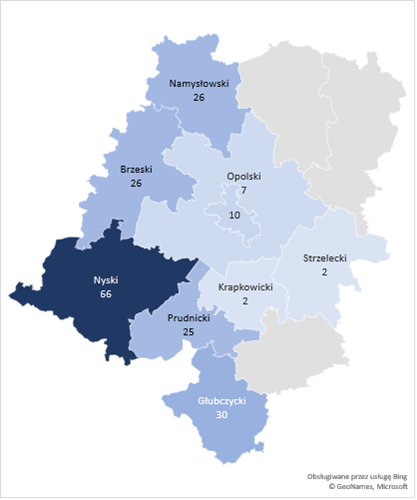 Namysłowski
26
Brzeski
26
Opolski
7
10
Strzelecki
2
Nyski
66
Krapkowicki
2
Prudnicki
25
Głubczycki
30
Obsługiwane przez usługę Bing
© GeoNames, Microsoft